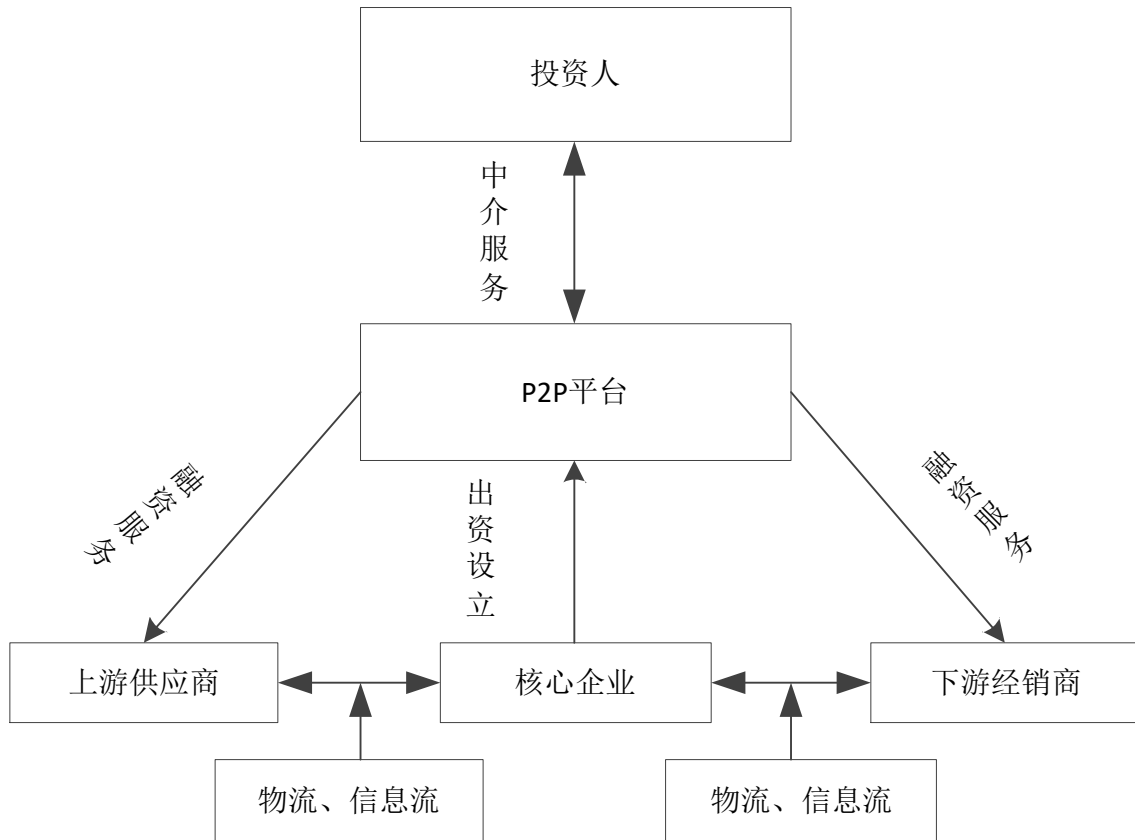 投资人
中介服务
P2P平台
融资服务
出资设立
融资服务
上游供应商
核心企业
下游经销商
物流、信息流
物流、信息流